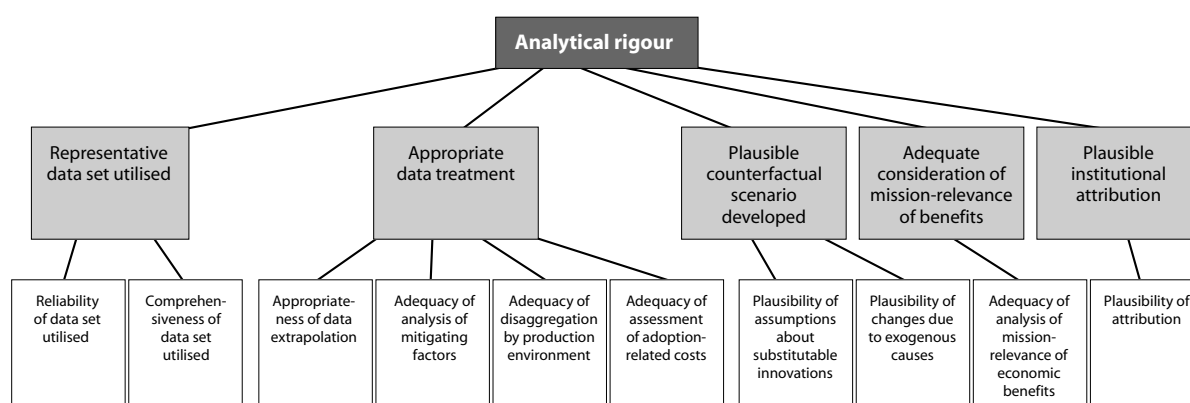 Analytical rigour
Representative
data set utilised
Appropriate
data treatment
Plausible
counterfactual
scenario
developed
Adequate
consideration of
mission-relevance
of benefits
Plausible
institutional
attribution
Reliability
of data set
utilised
Comprehen-
siveness of
data set
utilised
Appropriate-
ness of data
extrapolation
Adequacy of
analysis of
mitigating
factors
Adequacy of
disaggregation
by production
environment
Adequacy of
assessment
of adoption-
related costs
Plausibility of
assumptions
about
substitutable
innovations
Plausibility of
changes due
to exogenous
causes
Adequacy of
analysis of
mission-
relevance of
economic
benefits
Plausibility of
attribution